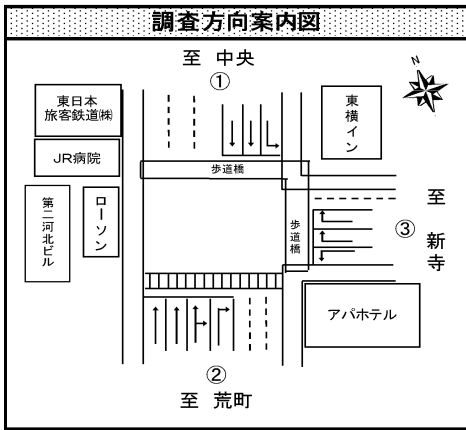 調査方向案内図
至 中央
①
N
東日本
旅客鉄道㈱
JR病院
東横イン
歩道橋
第二河北ビル
ローソン
歩道橋
至 新寺
③
アパホテル
②
至 荒町